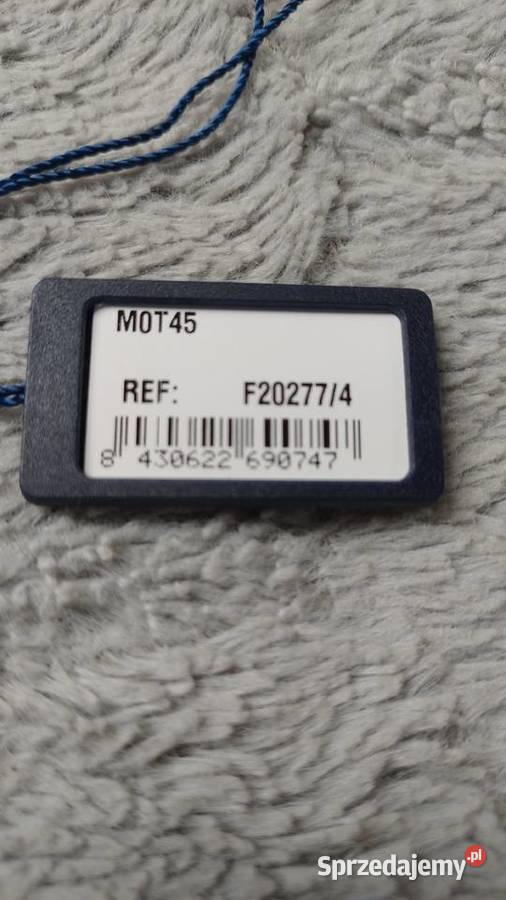 M0T45
REF: F20277/4
8 430622 690747
Sprzedajemy.pl